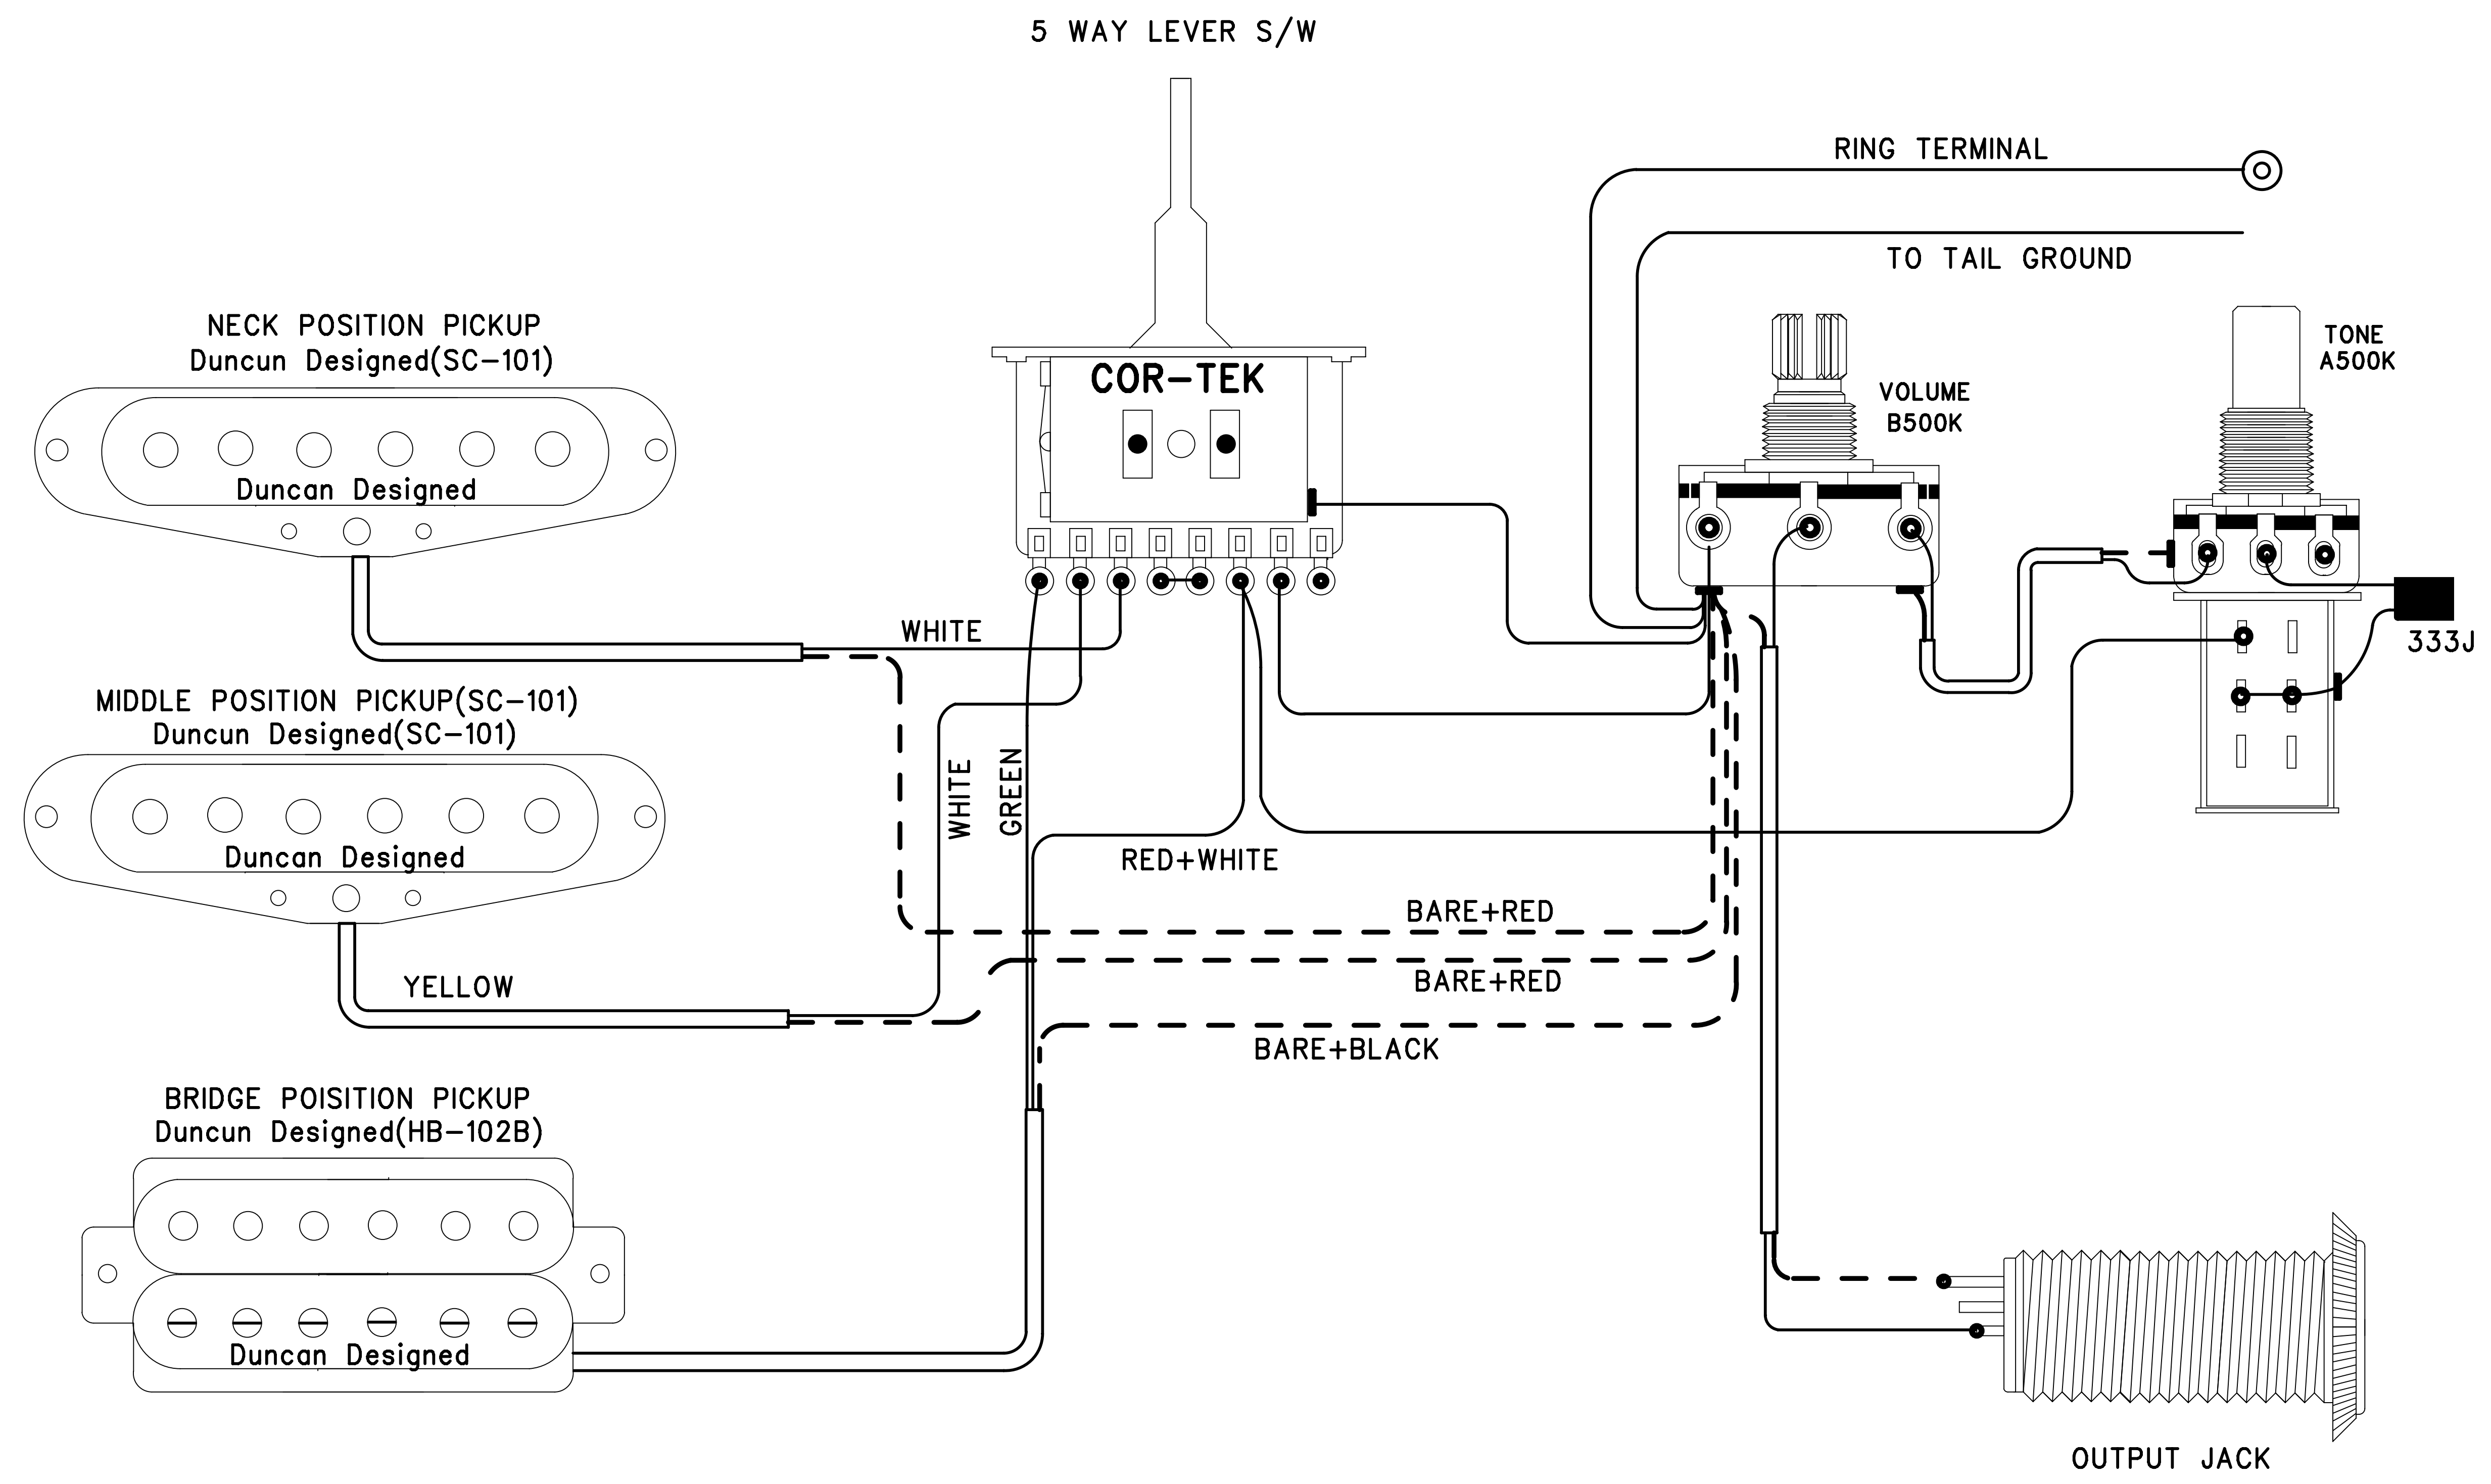 5 WAY LEVER S/W
RING TERMINAL
TO TAIL GROUND
NECK POSITION PICKUP
Duncun Designed(SC-101)
Duncan Designed
COR-TEK
VOLUME
B500K
TONE
A500K
333J
WHITE
MIDDLE POSITION PICKUP(SC-101)
Duncun Designed(SC-101)
Duncan Designed
WHITE
GREEN
RED+WHITE
BARE+RED
BARE+RED
YELLOW
BARE+BLACK
BRIDGE POISITION PICKUP
Duncun Designed(HB-102B)
Duncan Designed
OUTPUT JACK